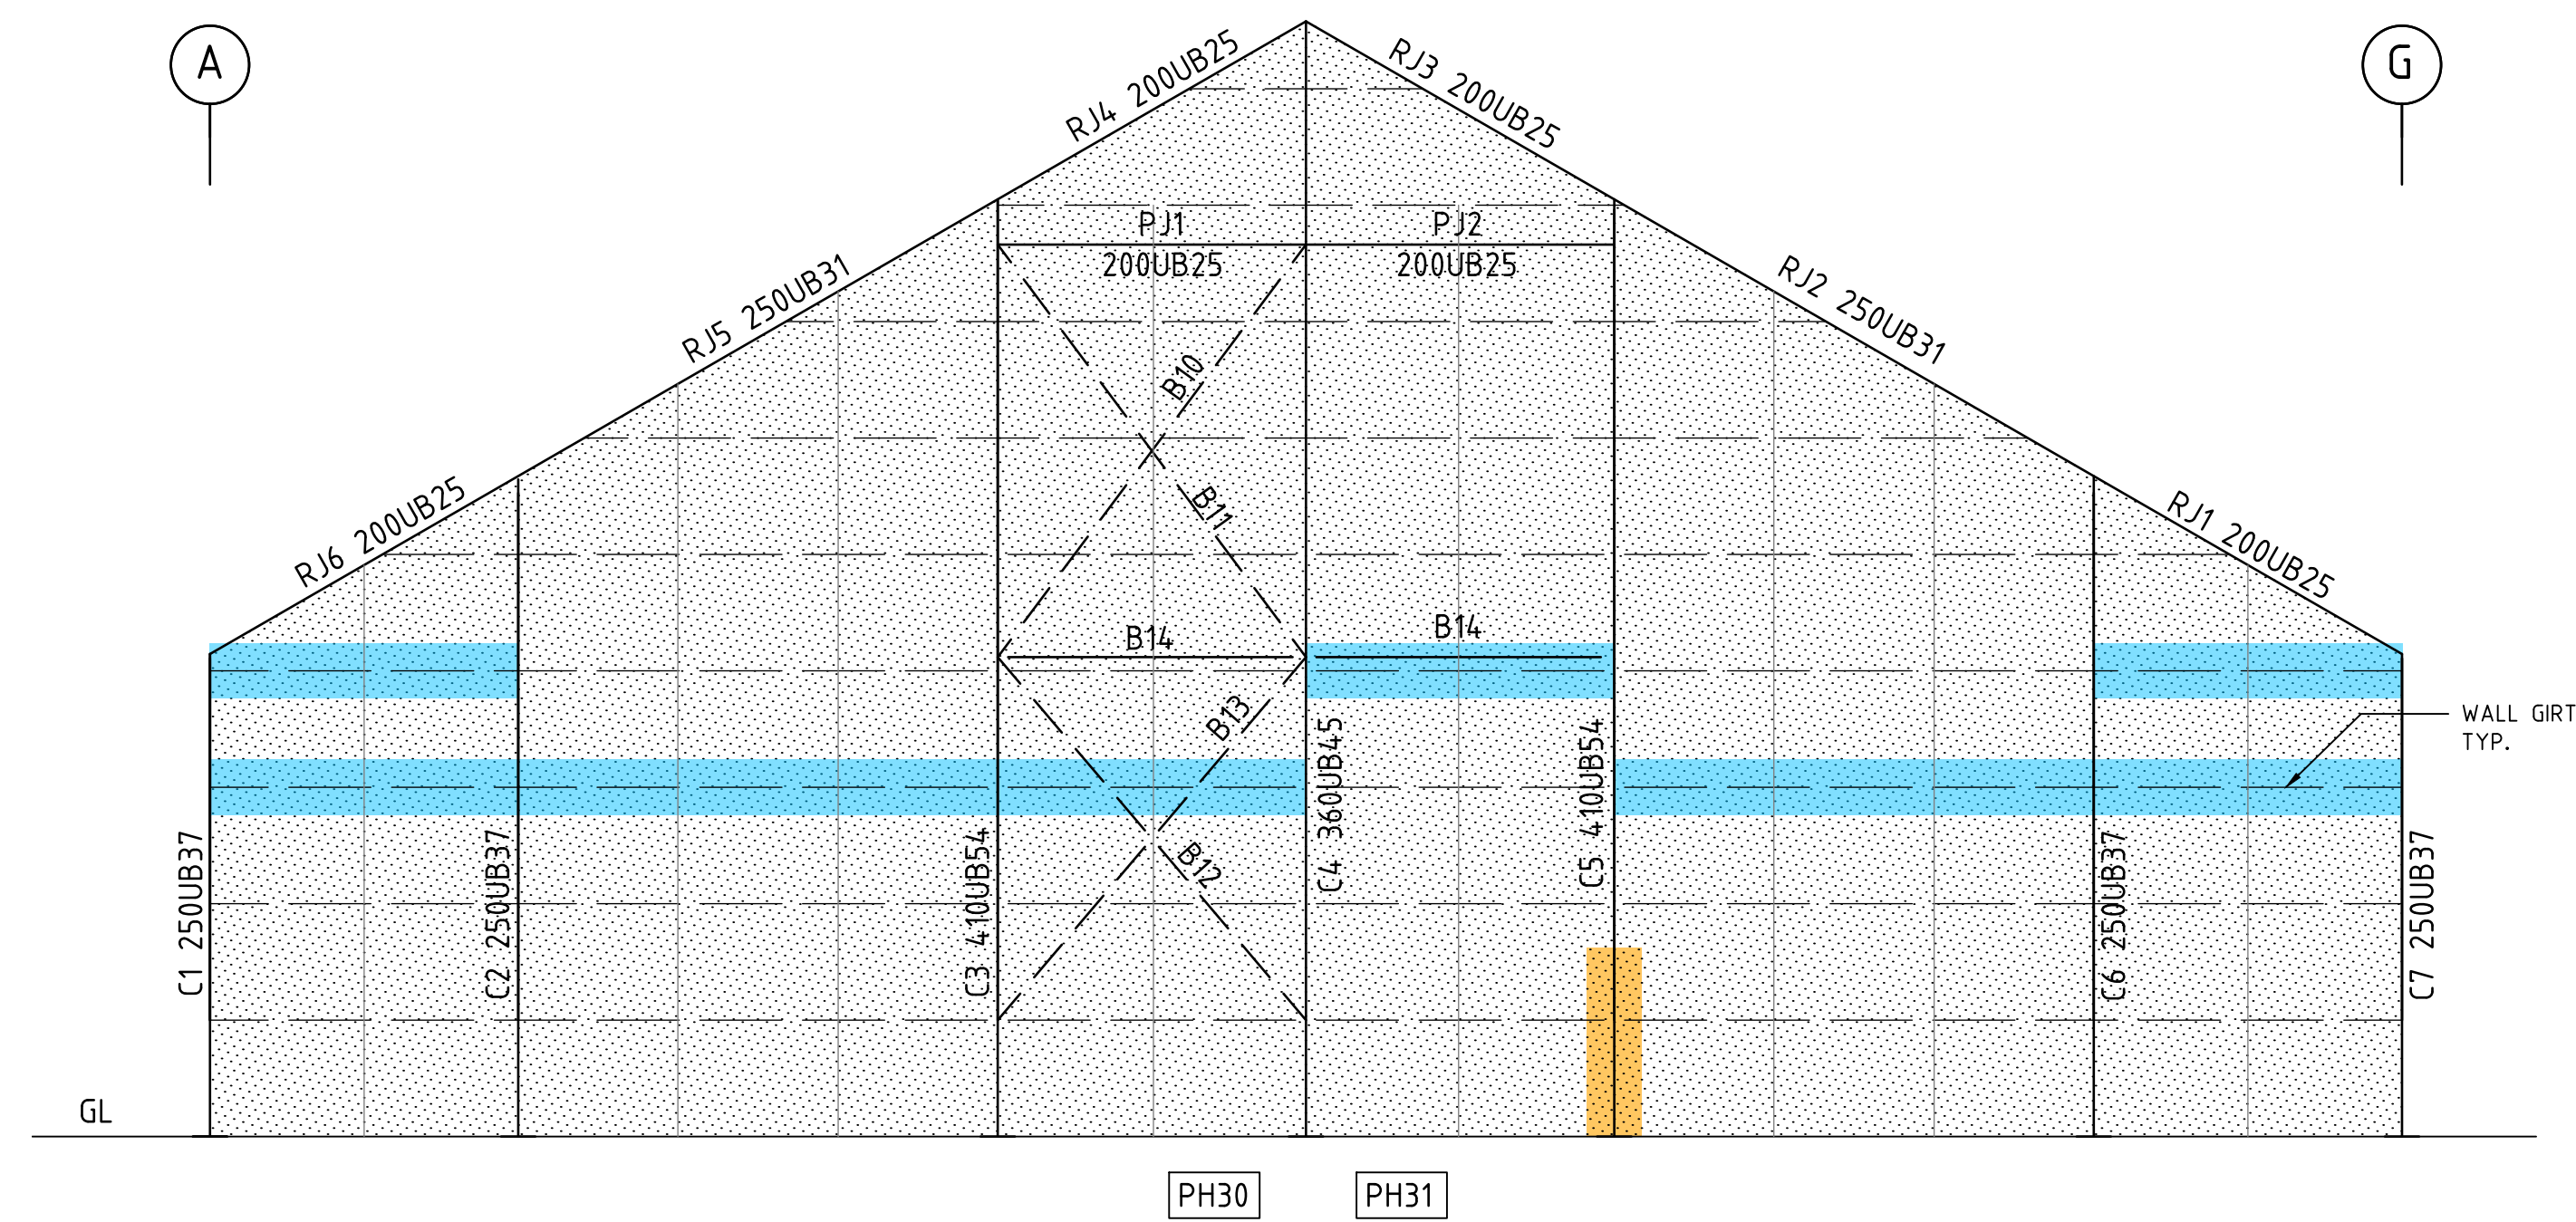 A
G
RJ4 200UB25
RJ3 200UB25
PJ1
200UB25
PJ2
200UB25
RJ5 250UB31
RJ2 250UB31
B10
B11
RJ6 200UB25
RJ1 200UB25
B14
B14
B13
B12
WALL GIRT
TYP.
C1 250UB37
C2 250UB37
C3 410UB54
C4 360UB45
C5 410UB54
C6 250UB37
C7 250UB37
GL
PH30
PH31